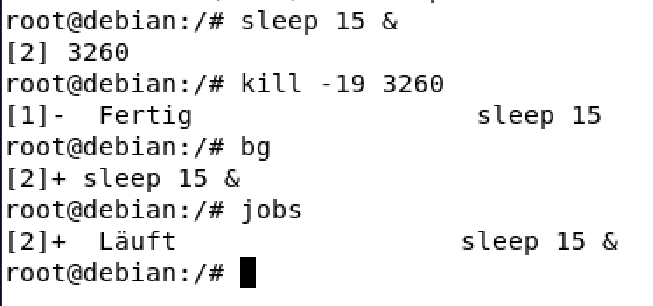 root@debian:/# sleep 15 &
[2] 3260
root@debian:/# kill -19 3260
[1]-  Fertig                  sleep 15
root@debian:/# bg
[2]+ sleep 15 &
root@debian:/# jobs
[2]+  Läuft                  sleep 15 &
root@debian:/#